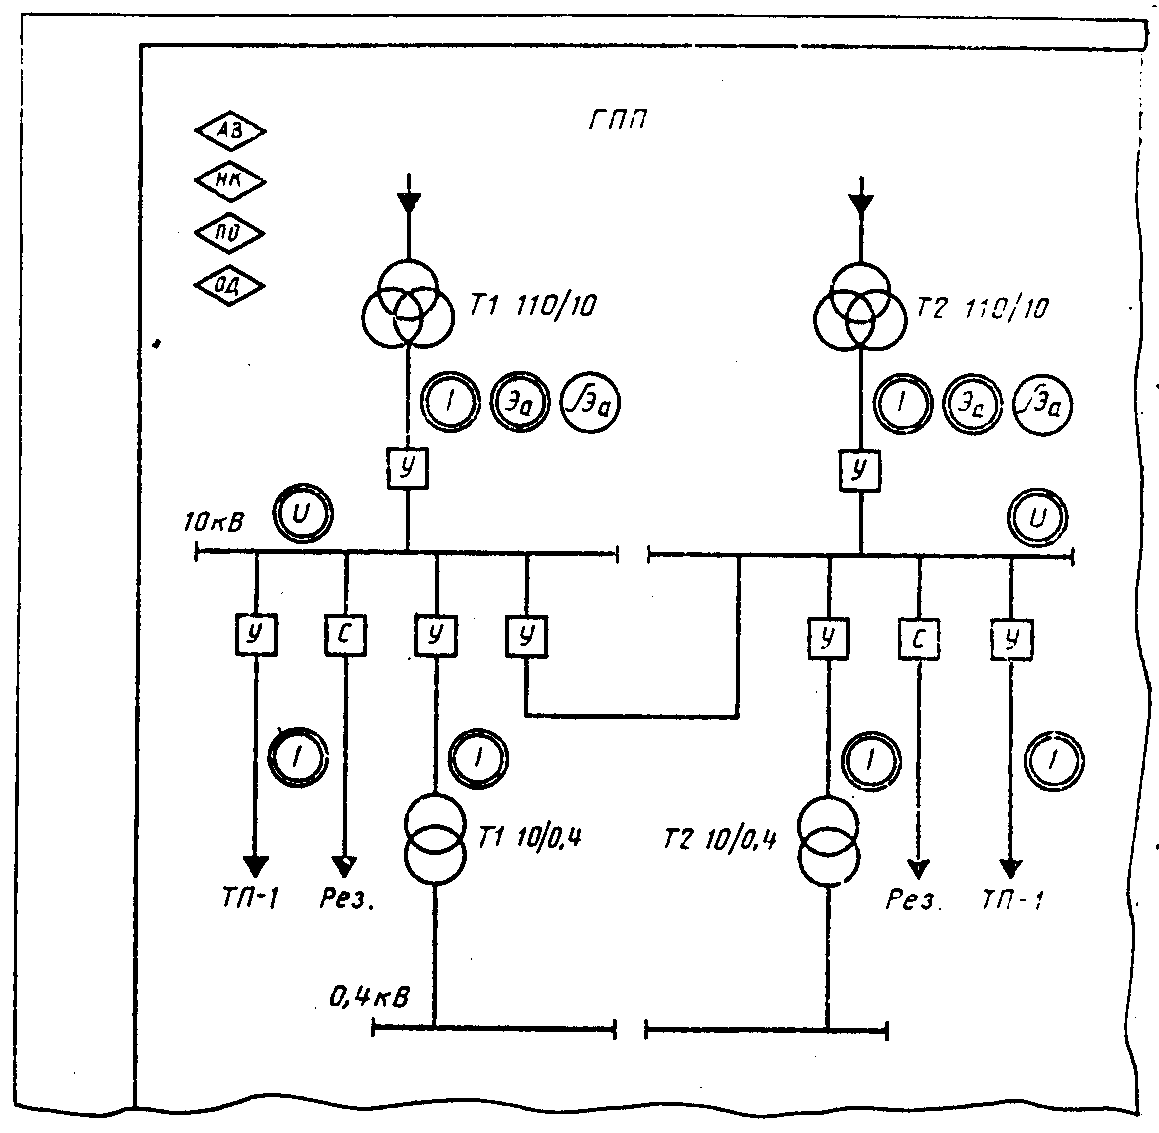 ГПП
АВ
НК
ПО
ОД
Т1 110/10
Т2 110/10
I Эа ∫Эа
I Эа ∫Эа
У
У
10кВ
U
U
У С У У
У С У
I I
I I
Т1 10/0,4
Т2 10/0,4
ТП-1 Рез.
Рез. ТП-1
0,4кВ